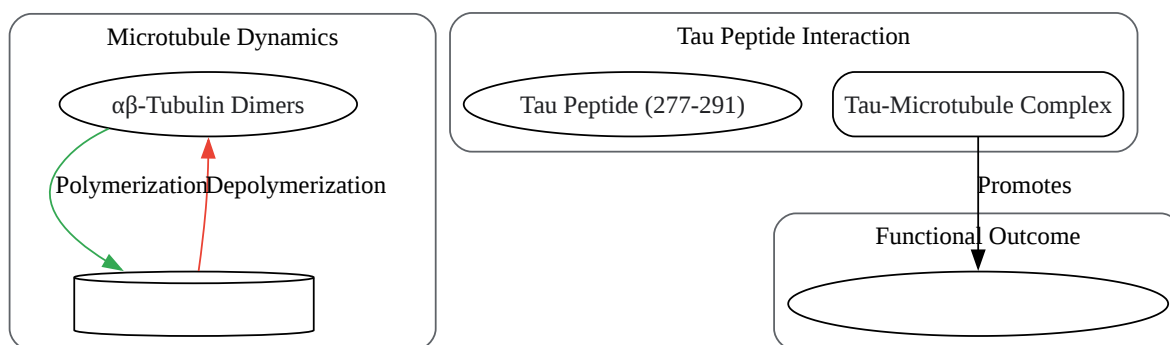 Microtubule Dynamics
αβ-Tubulin Dimers
Polymerization
Depolymerization
Tau Peptide Interaction
Tau Peptide (277-291)
Tau-Microtubule Complex
Promotes
Functional Outcome